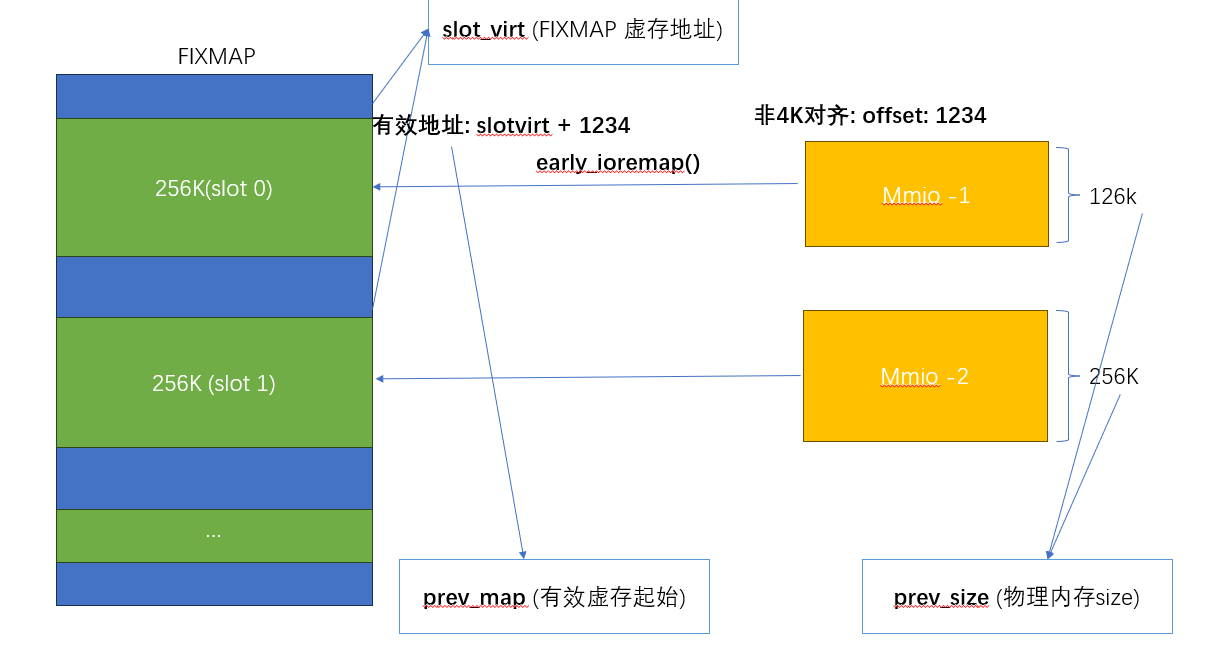 slot_virt (FIXMAP 虚存地址)
FIXMAP
有效地址: slotvirt + 1234
非4K对齐: offset: 1234
early_ioremap()
256K(slot 0)
Mmio -1
126k
256K (slot 1)
Mmio -2
256K
...
prev_map (有效虚存起始)
prev_size (物理内存size)